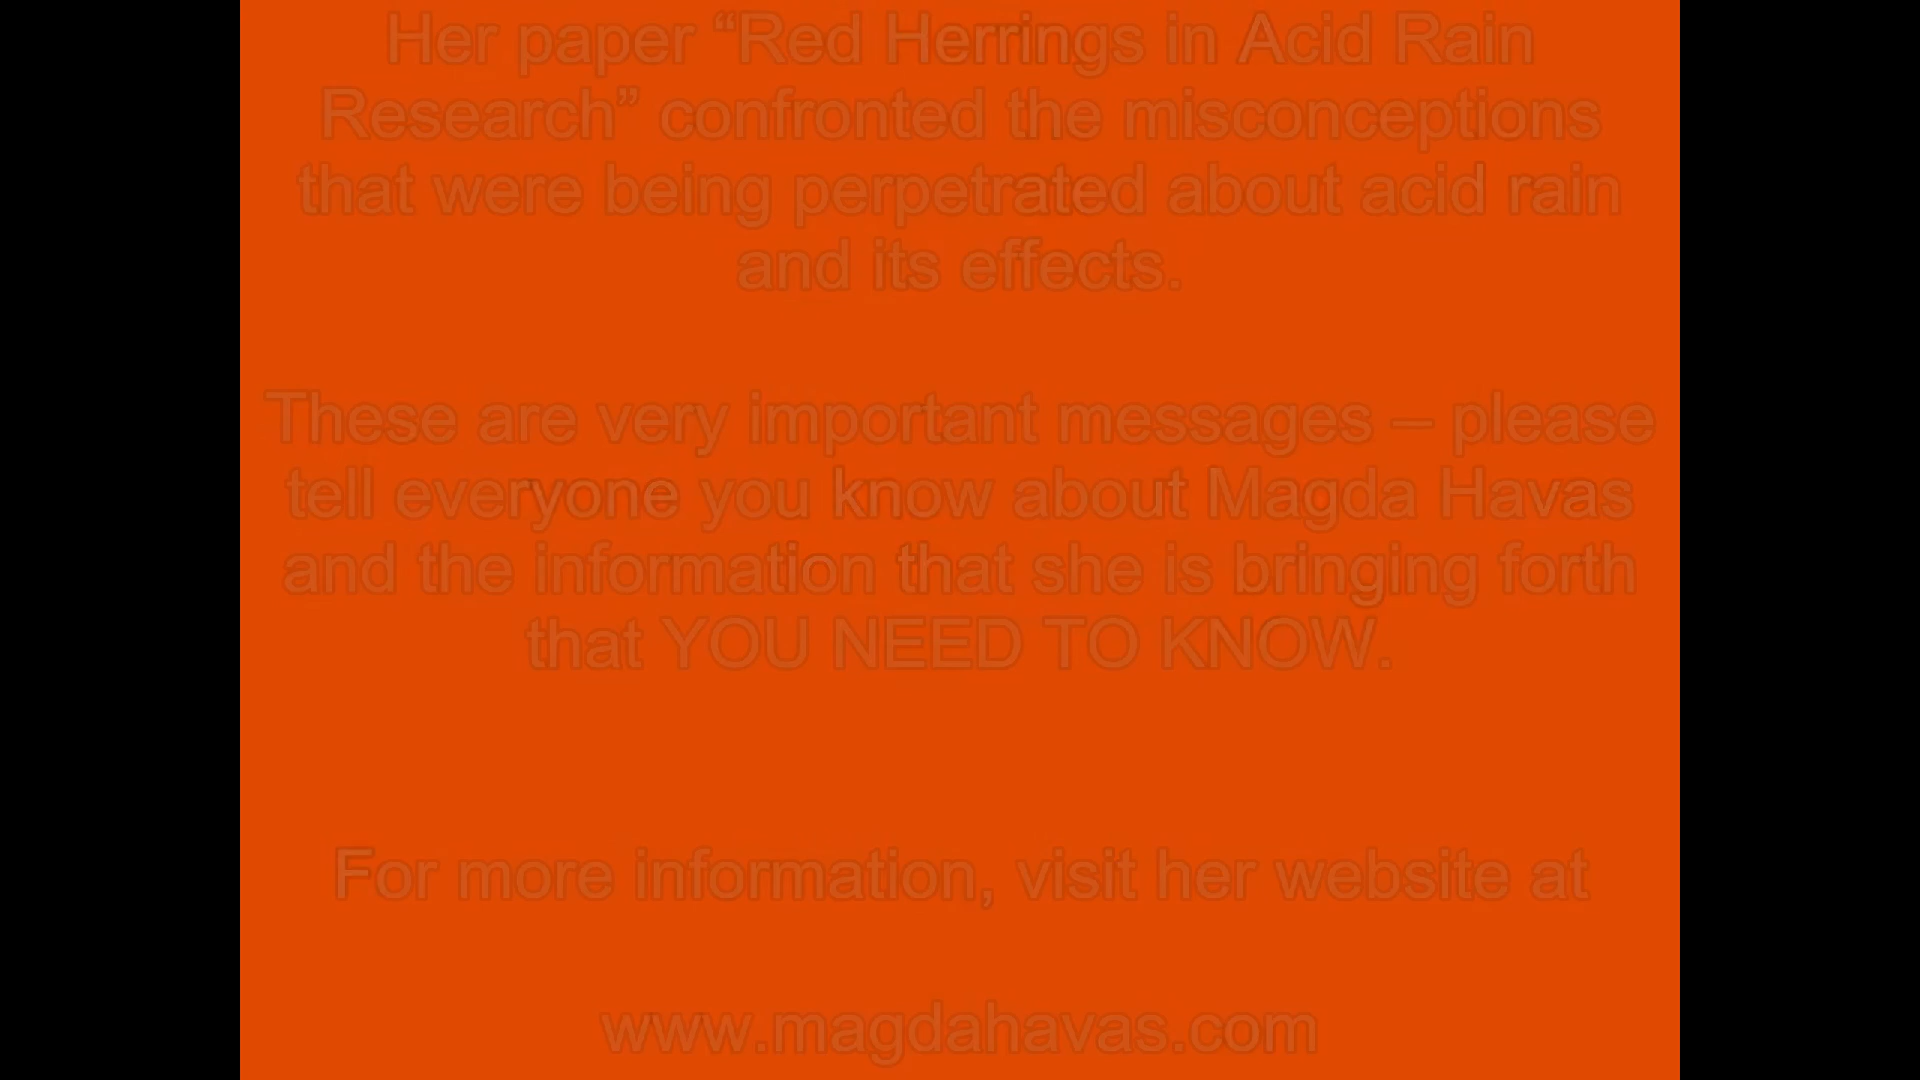 Her paper “Red Herrings in Acid Rain
Research” confronted the misconceptions
that were being perpetrated about acid rain
and its effects.
These are very important messages – please
tell everyone you know about Magda Havas
and the information that she is bringing forth
that YOU NEED TO KNOW.
For more information, visit her website at
www.magdahavas.com